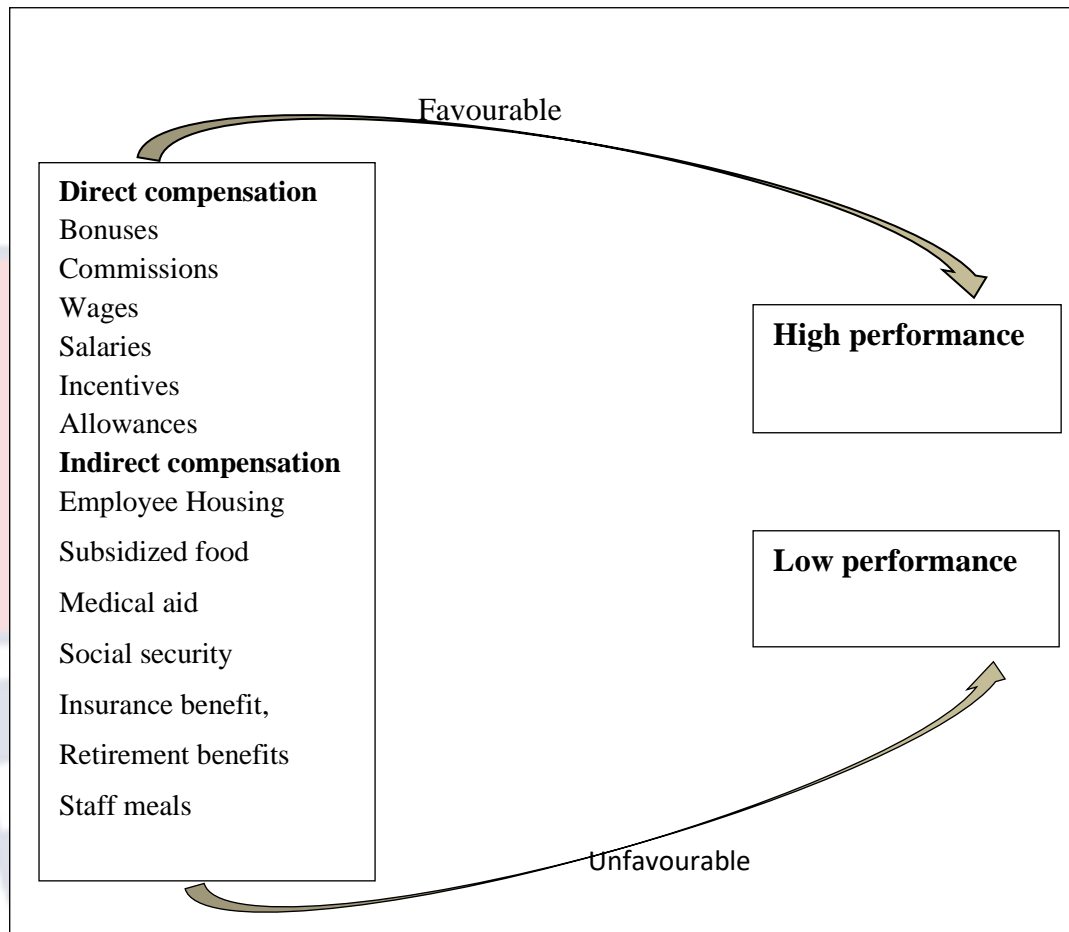 Favourable
Direct compensation
Bonuses
Commissions
Wages
Salaries
Incentives
Allowances
Indirect compensation
Employee Housing
Subsidized food
Medical aid
Social security
Insurance benefit,
Retirement benefits
Staff meals
High performance
Low performance
Unfavourable